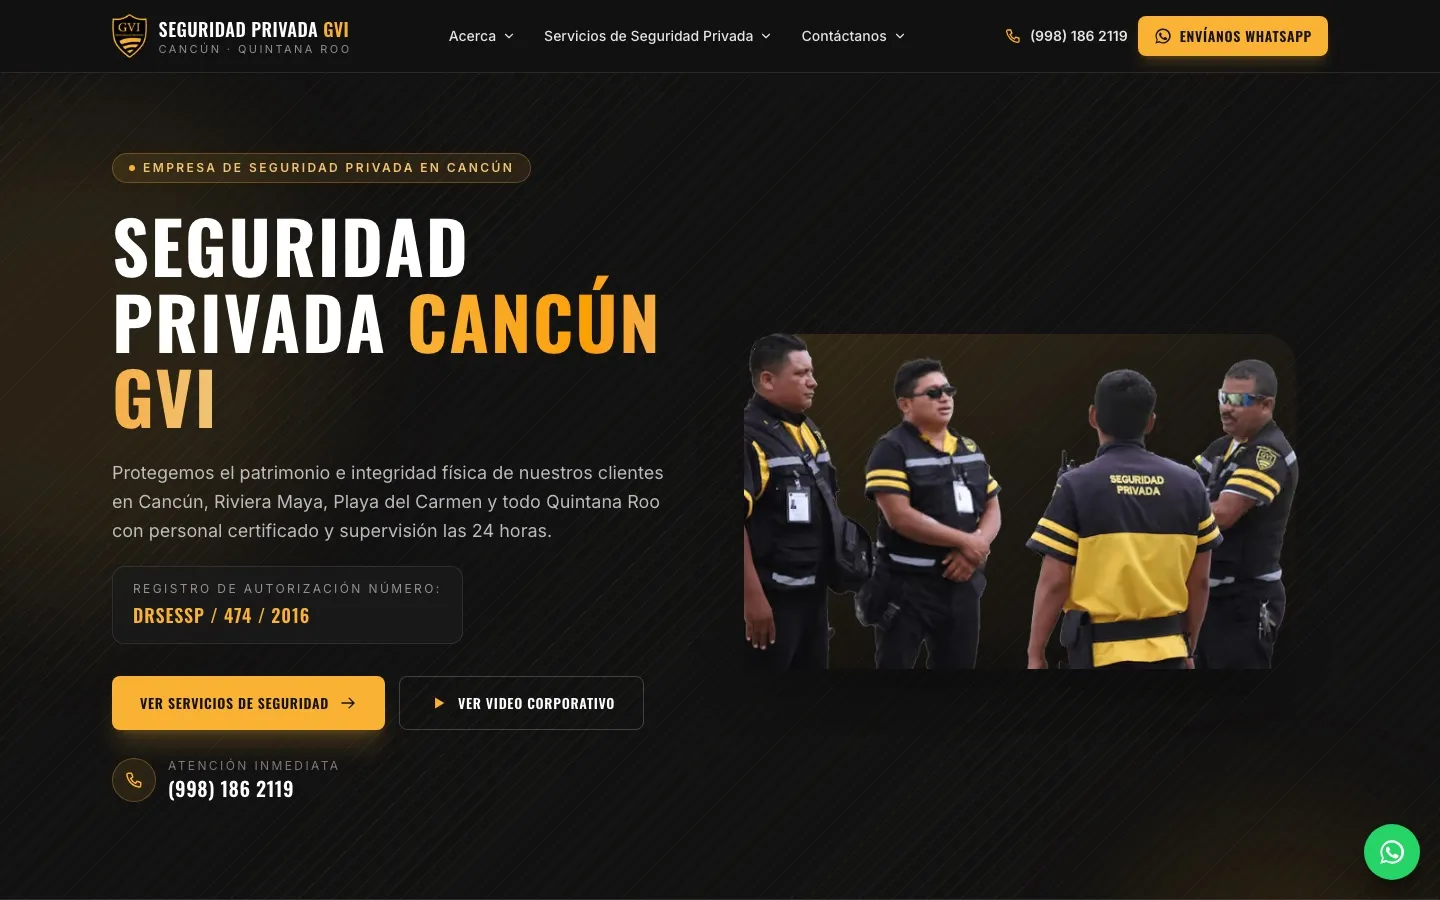 GVI
SEGURIDAD PRIVADA GVI
CANCÚN · QUINTANA ROO
Acerca
Servicios de Seguridad Privada
Contáctanos
(998) 186 2119
ENVÍANOS WHATSAPP
EMPRESA DE SEGURIDAD PRIVADA EN CANCÚN
SEGURIDAD
PRIVADA CANCÚN
GVI
Protegemos el patrimonio e integridad física de nuestros clientes
en Cancún, Riviera Maya, Playa del Carmen y todo Quintana Roo
con personal certificado y supervisión las 24 horas.
REGISTRO DE AUTORIZACIÓN NÚMERO:
DRSESSP / 474 / 2016
VER SERVICIOS DE SEGURIDAD
VER VIDEO CORPORATIVO
ATENCIÓN INMEDIATA
(998) 186 2119
SEGURIDAD
PRIVADA